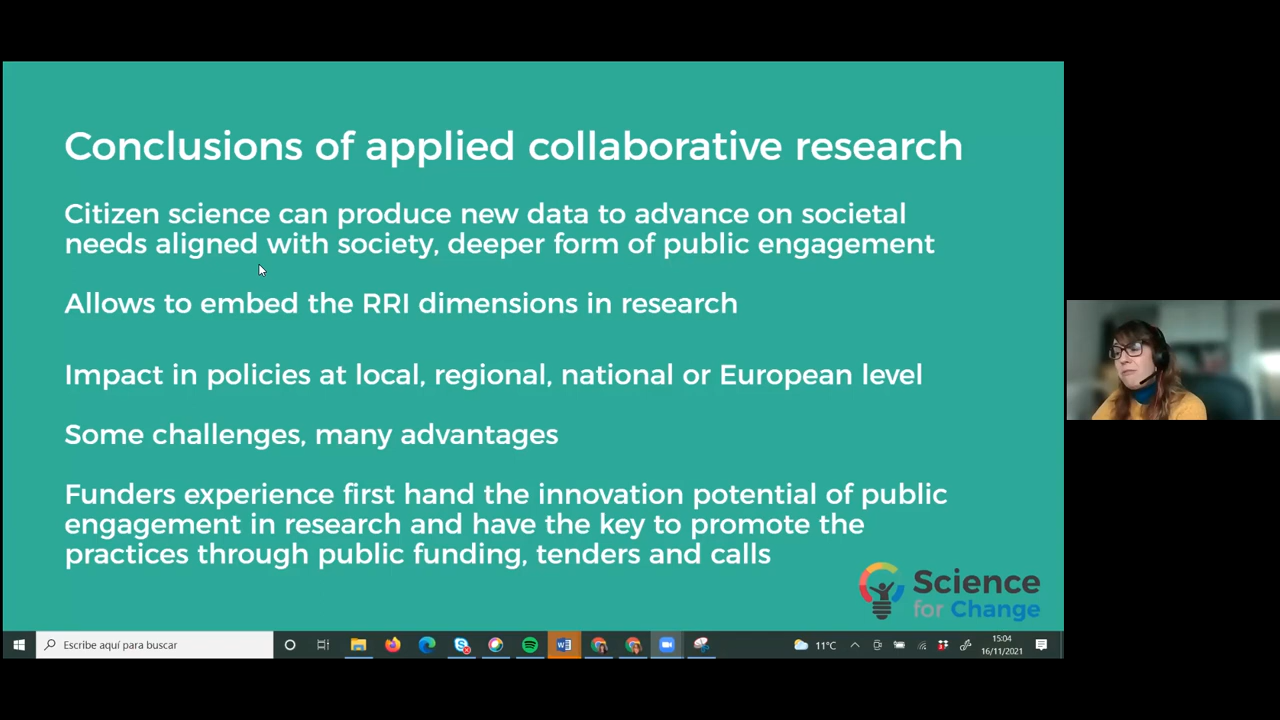 Conclusions of applied collaborative research
Citizen science can produce new data to advance on societal
needs aligned with society, deeper form of public engagement
Allows to embed the RRI dimensions in research
Impact in policies at local, regional, national or European level
Some challenges, many advantages
Funders experience first hand the innovation potential of public
engagement in research and have the key to promote the
practices through public funding, tenders and calls
Science
for Change
Escribe aquí para buscar
11°C
15:04
16/11/2021